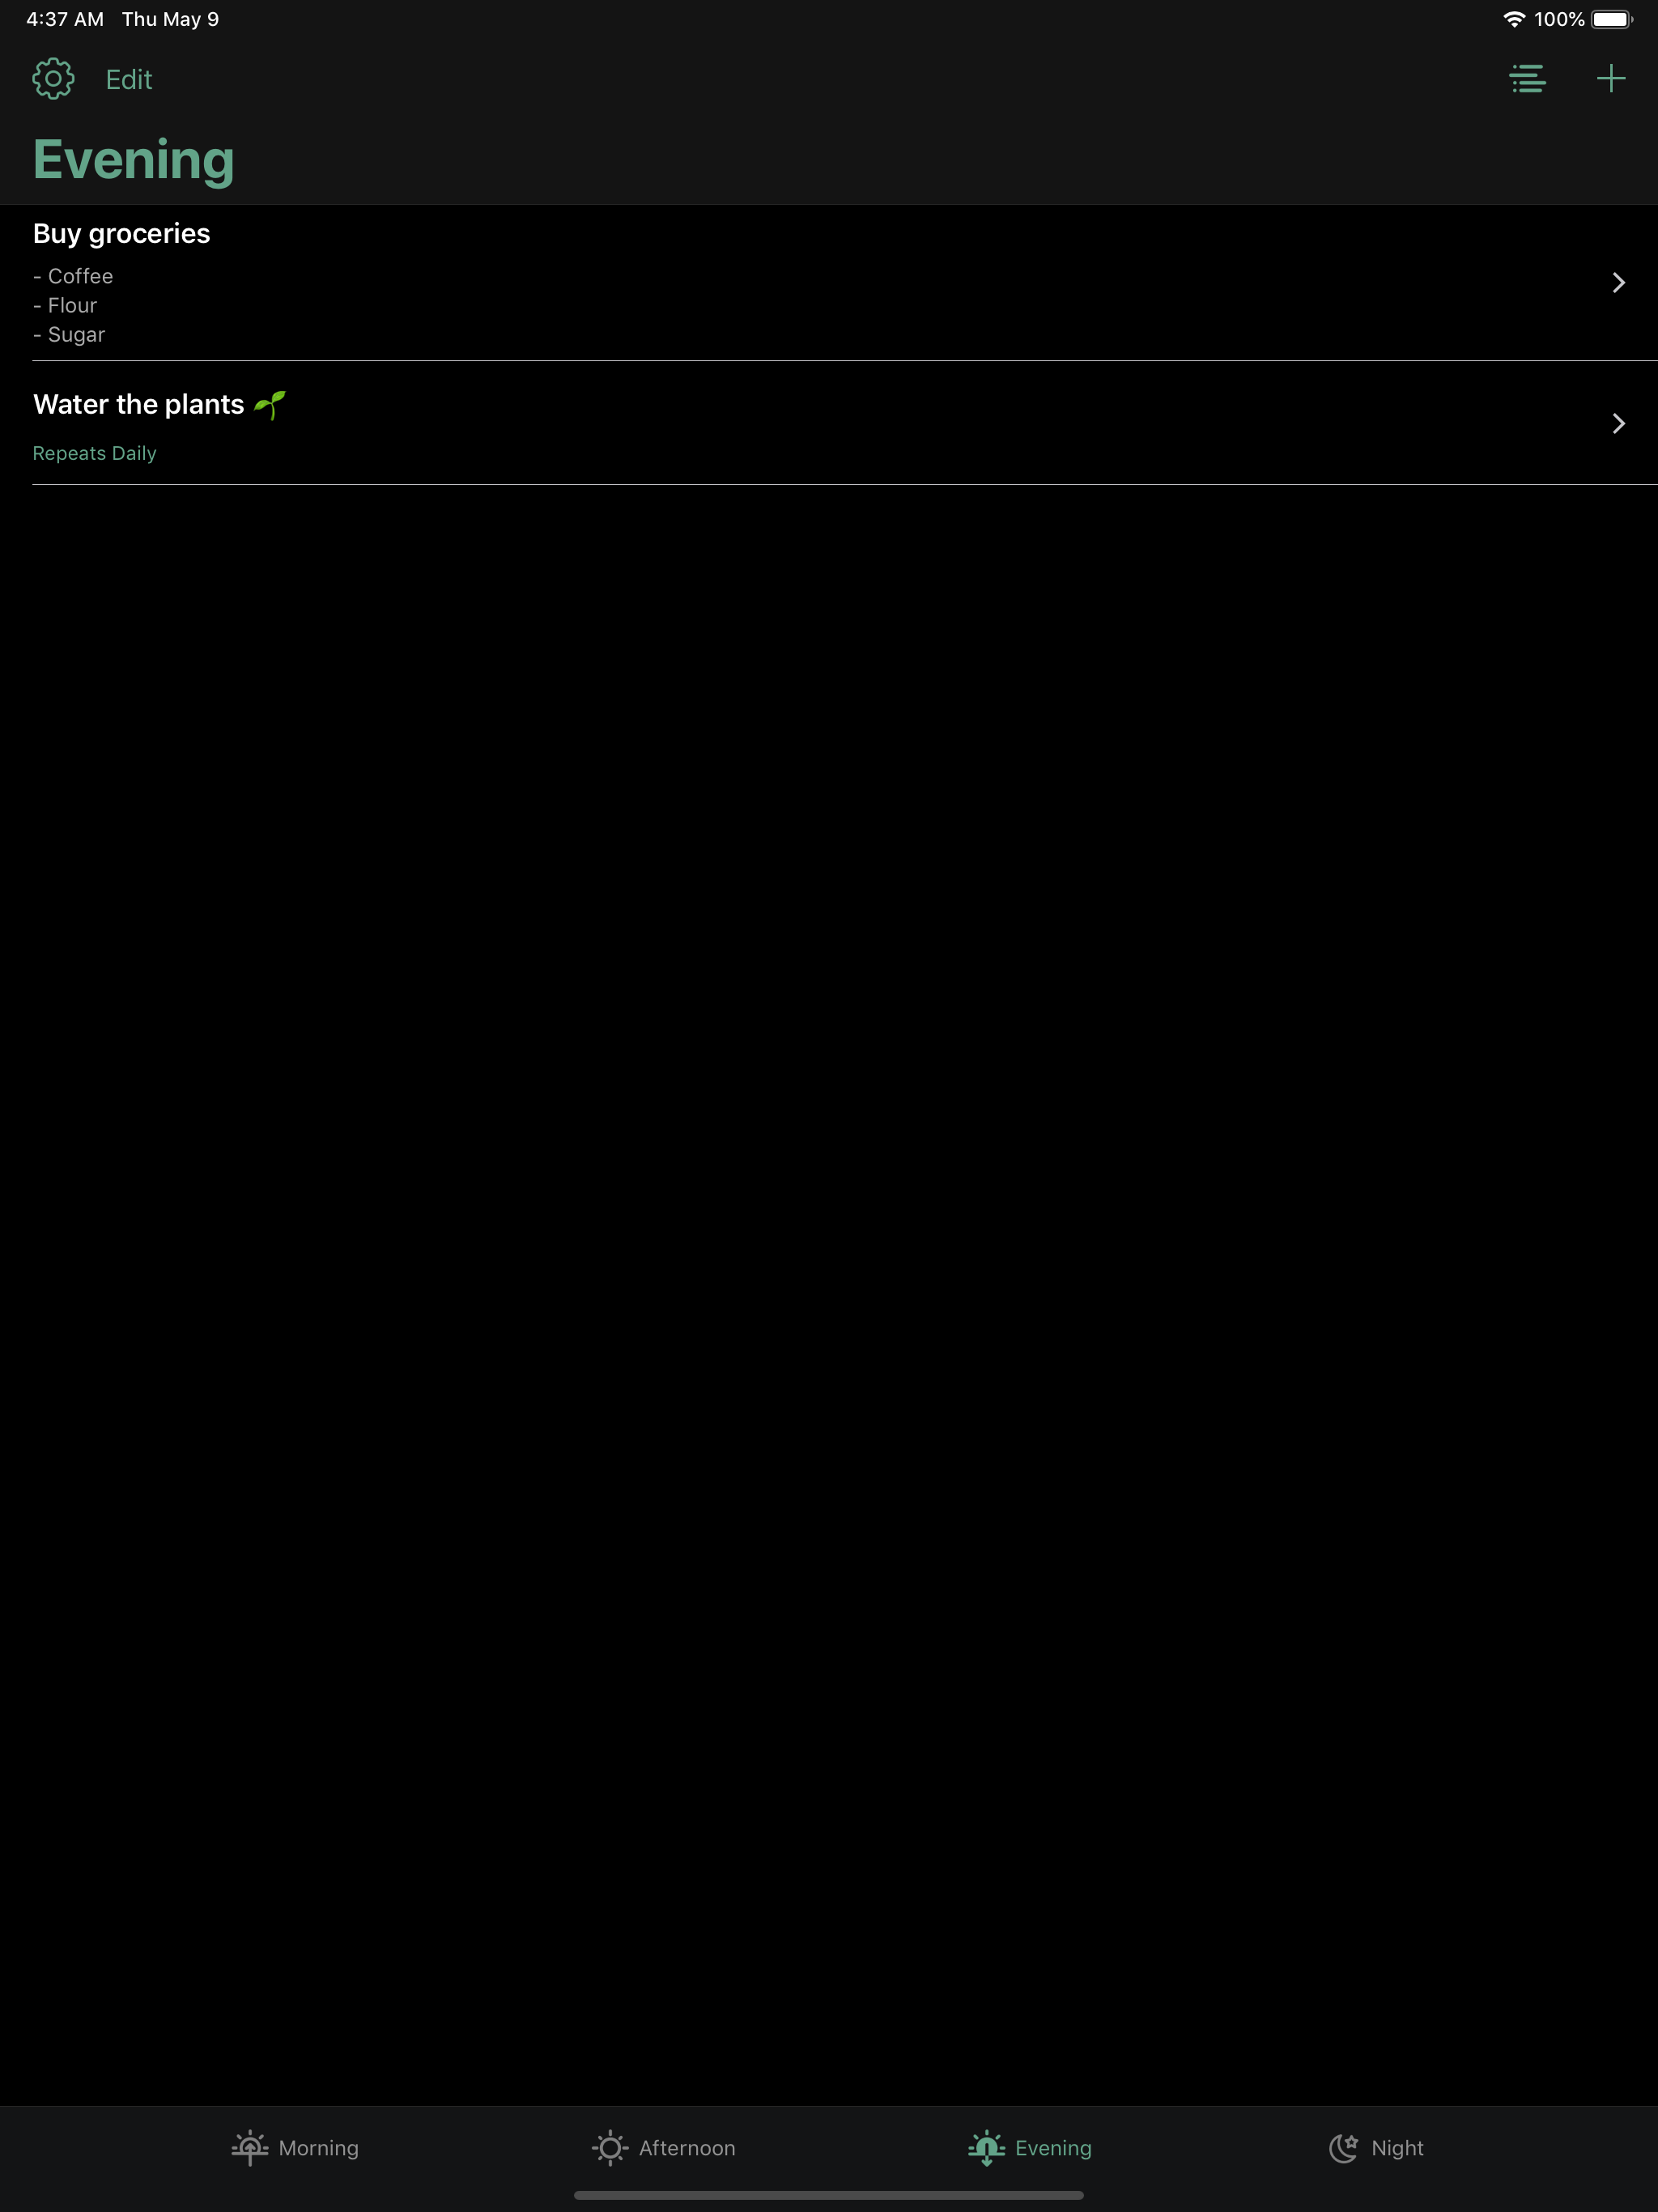 4:37 AM Thu May 9 100%
Edit
Evening
Buy groceries
- Coffee
- Flour
- Sugar
Water the plants 🌱
Repeats Daily
Morning Afternoon Evening Night